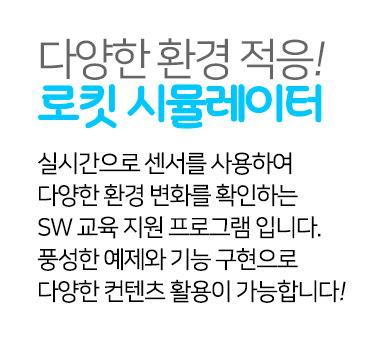 다양한 환경 적응!
로킷 시뮬레이터
실시간으로 센서를 사용하여
다양한 환경 변화를 확인하는
SW 교육 지원 프로그램 입니다.
풍성한 예제와 기능 구현으로
다양한 컨텐츠 활용이 가능합니다!